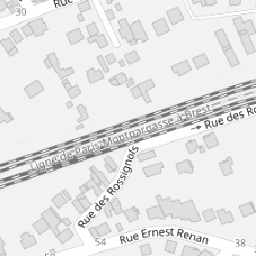 30
Rue
Ligne de Paris-Montparnasse à Brest
Rue des Ro
Rue des Rossignols
54
Rue Ernest Renan
38